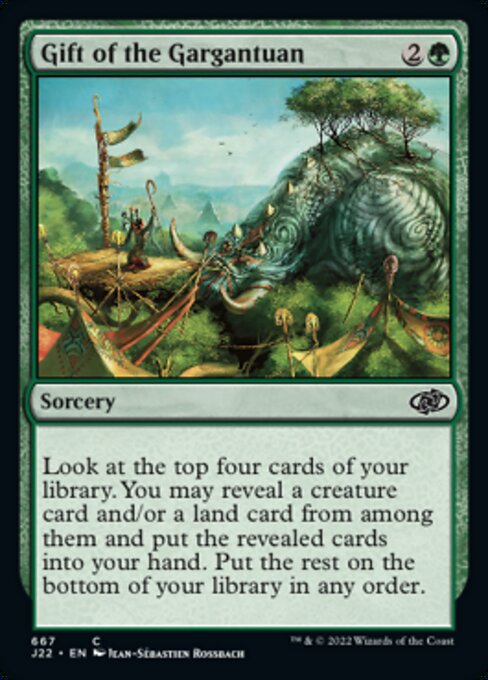 Gift of the Gargantuan 2
Sorcery
Look at the top four cards of your
library. You may reveal a creature
card and/or a land card from among
them and put the revealed cards
into your hand. Put the rest on the
bottom of your library in any order.
667 C ™ & © 2022 Wizards of the Coast
J22 • EN Jean-Sébastien Rossbach